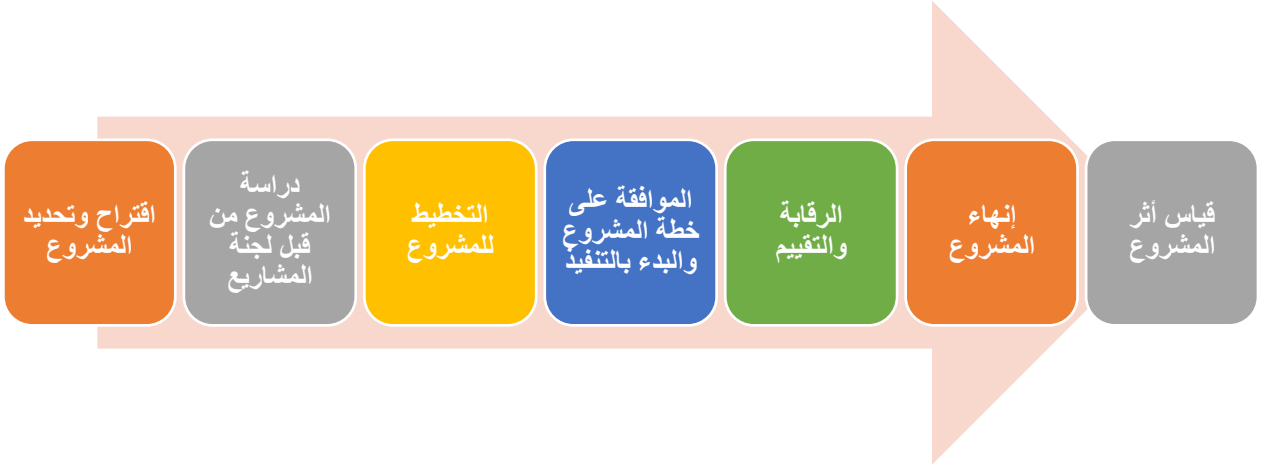 اقتراح وتحديد
المشروع
دراسة
المشروع من
قبل لجنة
المشاريع
التخطيط
للمشروع
الموافقة على
خطة المشروع
والبدء بالتنفيذ
الرقابة
والتقييم
إنهاء
المشروع
قياس أثر
المشروع